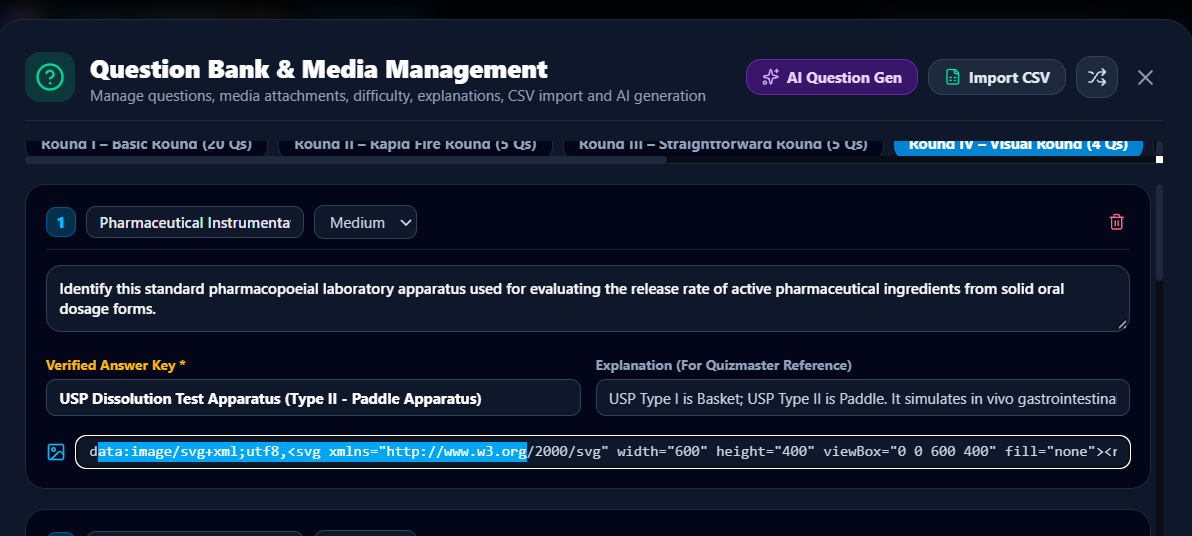 Question Bank & Media Management
Manage questions, media attachments, difficulty, explanations, CSV import and AI generation
AI Question Gen
Import CSV
Round I – Basic Round (20 Qs)
Round II – Rapid Fire Round (5 Qs)
Round III – Straightforward Round (5 Qs)
Round IV – Visual Round (4 Qs)
1
Pharmaceutical Instrumenta
Medium
Identify this standard pharmacopoeial laboratory apparatus used for evaluating the release rate of active pharmaceutical ingredients from solid oral
dosage forms.
Verified Answer Key *
Explanation (For Quizmaster Reference)
USP Dissolution Test Apparatus (Type II - Paddle Apparatus)
USP Type I is Basket; USP Type II is Paddle. It simulates in vivo gastrointestinal
data:image/svg+xml;utf8,<svg xmlns="http://www.w3.org/2000/svg" width="600" height="400" viewBox="0 0 600 400" fill="none"><r